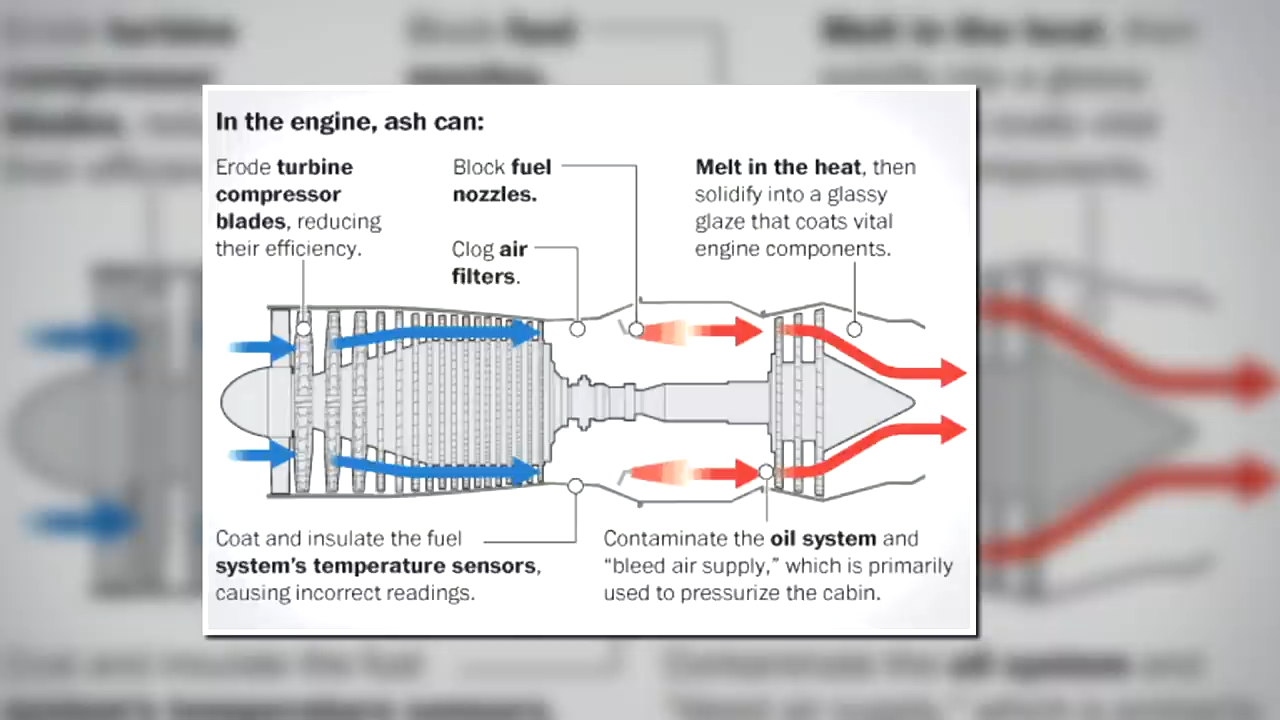 In the engine, ash can:
Erode turbine
compressor
blades, reducing
their efficiency.
Block fuel
nozzles.
Clog air
filters.
Melt in the heat, then
solidify into a glassy
glaze that coats vital
engine components.
Coat and insulate the fuel
system’s temperature sensors,
causing incorrect readings.
Contaminate the oil system and
“bleed air supply,” which is primarily
used to pressurize the cabin.